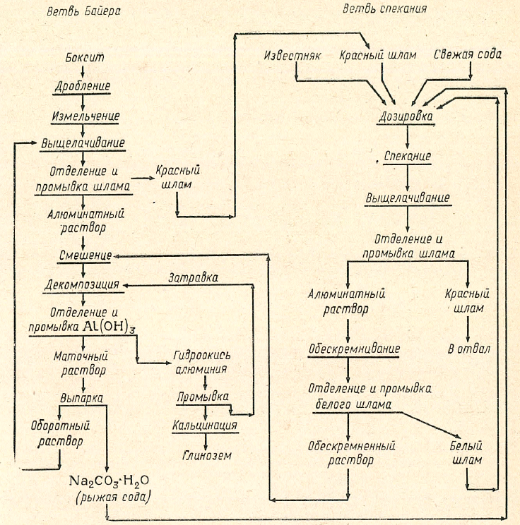 Ветвь Байера
Боксит
Дробление
Измельчение
Выщелачивание
Отделение и
промывка шлама
Красный
шлам
Алюминатный
раствор
Смешение
Декомпозиция
Затравка
Отделение и
промывка Al(OH)3
Маточный
раствор
Гидроокись
алюминия
Выпарка
Промывка
Оборотный
раствор
Кальцинация
Глинозем
Na2CO3·H2O
(рыжая сода)
Ветвь спекания
Известняк
Красный шлам
Свежая сода
Дозировка
Спекание
Выщелачивание
Отделение и
промывка шлама
Алюминатный
раствор
Красный
шлам
Обескремнивание
В отвал
Отделение и промывка
белого шлама
Обескремненный
раствор
Белый
шлам